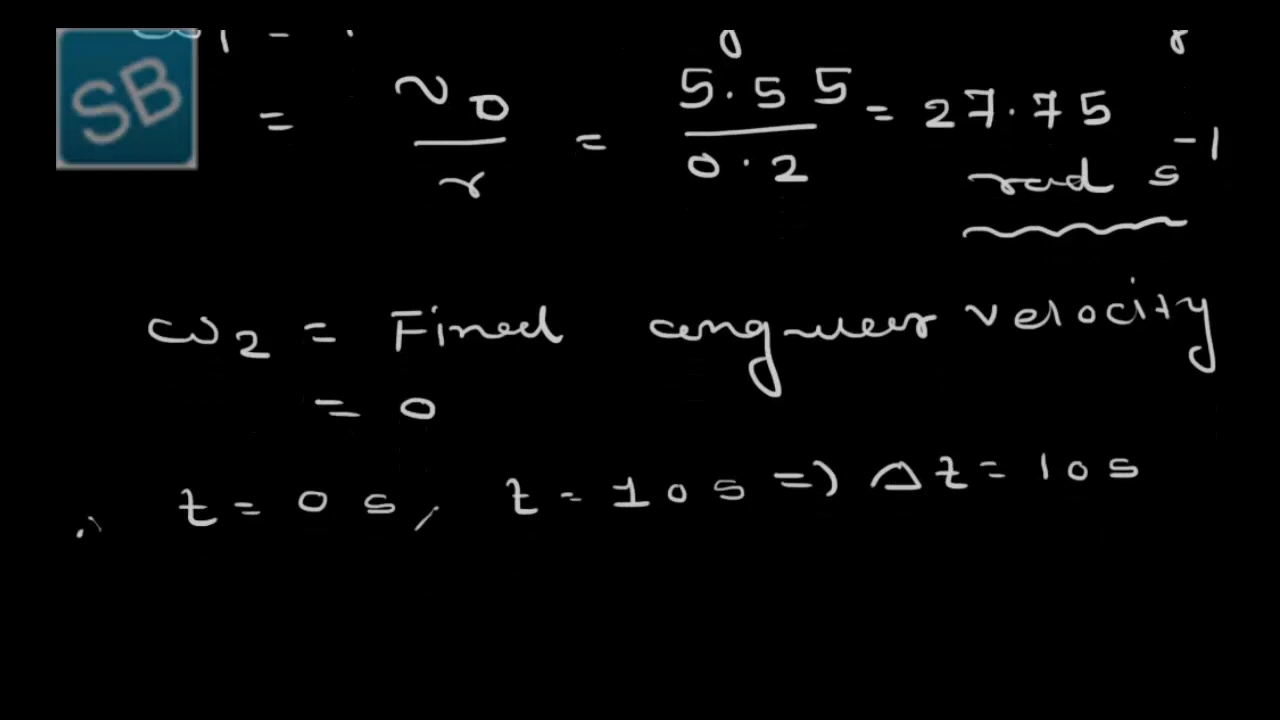 SB
= v₀/r = 5.55/0.2 = 27.75
rad s⁻¹
ω₂ = Final angular velocity
= 0
∴ t = 0 s, t = 10 s => Δt = 10 s